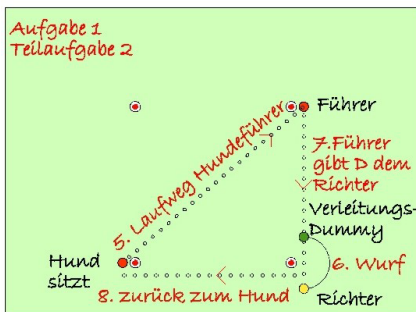 Aufgabe 1
Teilaufgabe 2
Führer
5. Laufweg Hundeführer
7.Führer
gibt D dem
Richter
Verleitungs-
Dummy
Hund
sitzt
6. Wurf
8. zurück zum Hund
Richter